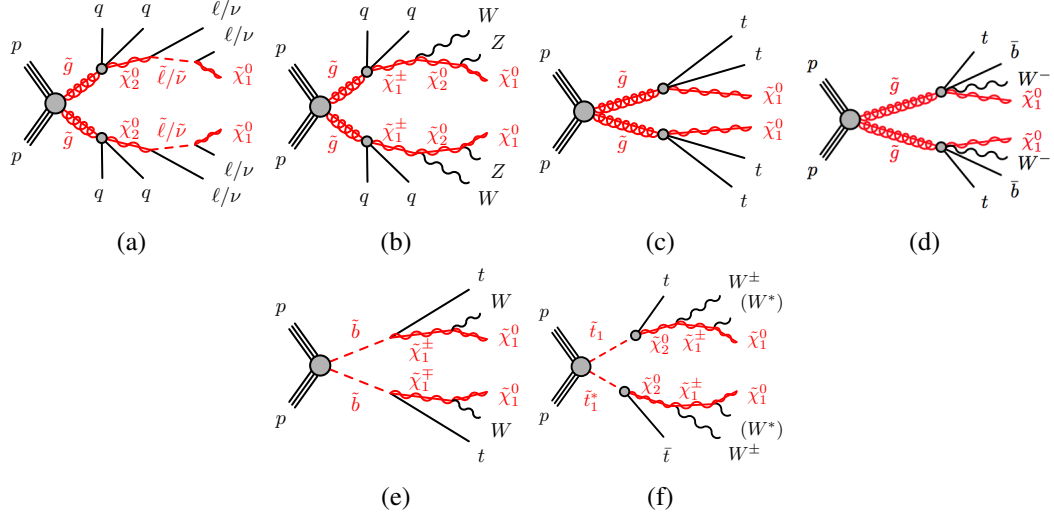 p p g̃ g̃ q q χ̃₂⁰ χ̃₂⁰ ℓ̃/ν̃ ℓ̃/ν̃ ℓ/ν ℓ/ν χ̃₁⁰ χ̃₁⁰ ℓ/ν ℓ/ν q q
(a)
p p g̃ g̃ q q χ̃₁± χ̃₁± χ̃₂⁰ χ̃₂⁰ W Z χ̃₁⁰ χ̃₁⁰ Z W q q
(b)
p p g̃ g̃ t t χ̃₁⁰ χ̃₁⁰ t t
(c)
p p g̃ g̃ t b̄ W⁻ χ̃₁⁰ χ̃₁⁰ W⁻ b̄ t
(d)
p p b̃ b̃ t W χ̃₁± χ̃₁⁰ χ̃₁∓ χ̃₁⁰ W t
(e)
p p t̃₁ t̃₁* t W± (W*) χ̃₂⁰ χ̃₁± χ̃₁⁰ χ̃₂⁰ χ̃₁± χ̃₁⁰ (W*) W± t̄
(f)